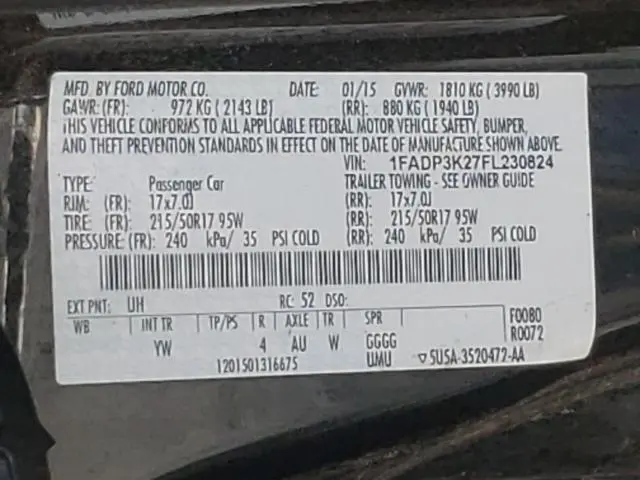 MFD. BY FORD MOTOR CO. DATE: 01/15 GVWR: 1810 KG ( 3990 LB)
GAWR:(FR): 972 KG ( 2143 LB) (RR): 880 KG ( 1940 LB)
THIS VEHICLE CONFORMS TO ALL APPLICABLE FEDERAL MOTOR VEHICLE SAFETY, BUMPER,
AND THEFT PREVENTION STANDARDS IN EFFECT ON THE DATE OF MANUFACTURE SHOWN ABOVE.
VIN: 1FADP3K27FL230824
TYPE: Passenger Car TRAILER TOWING - SEE OWNER GUIDE
RIM: (FR): 17x7.0J (RR): 17x7.0J
TIRE: (FR): 215/50R17 95W (RR): 215/50R17 95W
PRESSURE:(FR): 240 kPa/ 35 PSI COLD (RR): 240 kPa/ 35 PSI COLD
EXT PNT: UH RC: 52 DSO:
WB INT TR TP/PS R AXLE TR SPR F0080
YW 4 AU W GGGG R0072
1201501316675 UMU ▽5U5A-3520472-AA